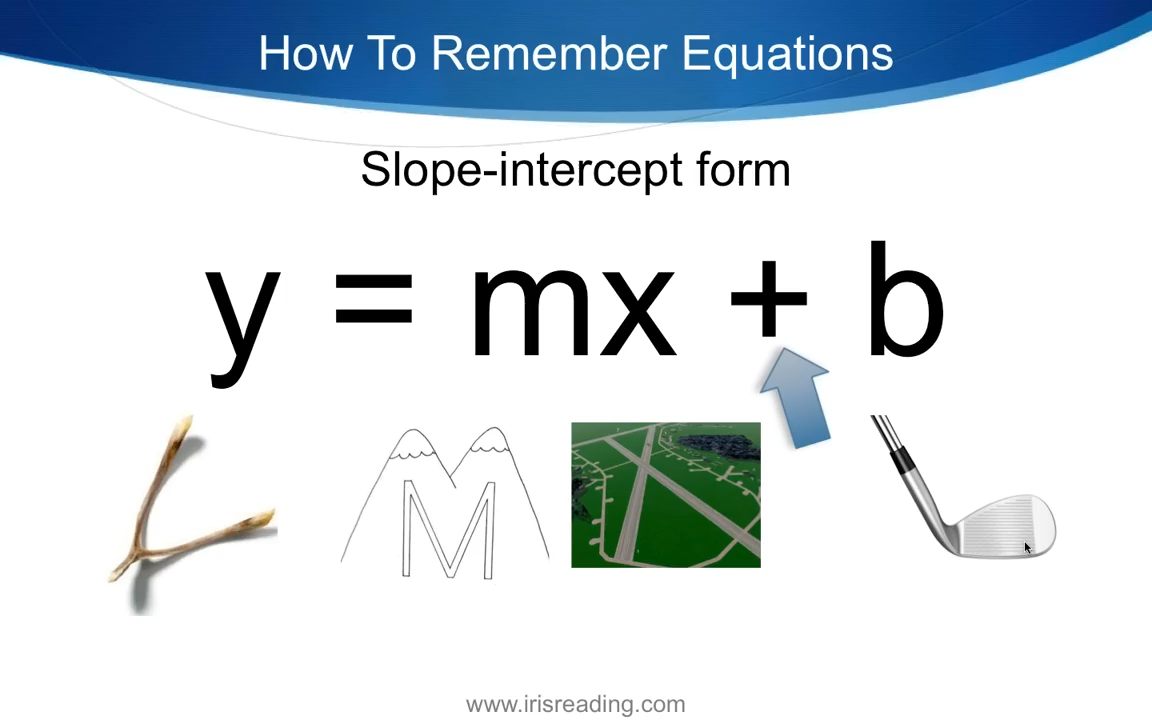 How To Remember Equations
Slope-intercept form
y = mx + b
M
www.irisreading.com